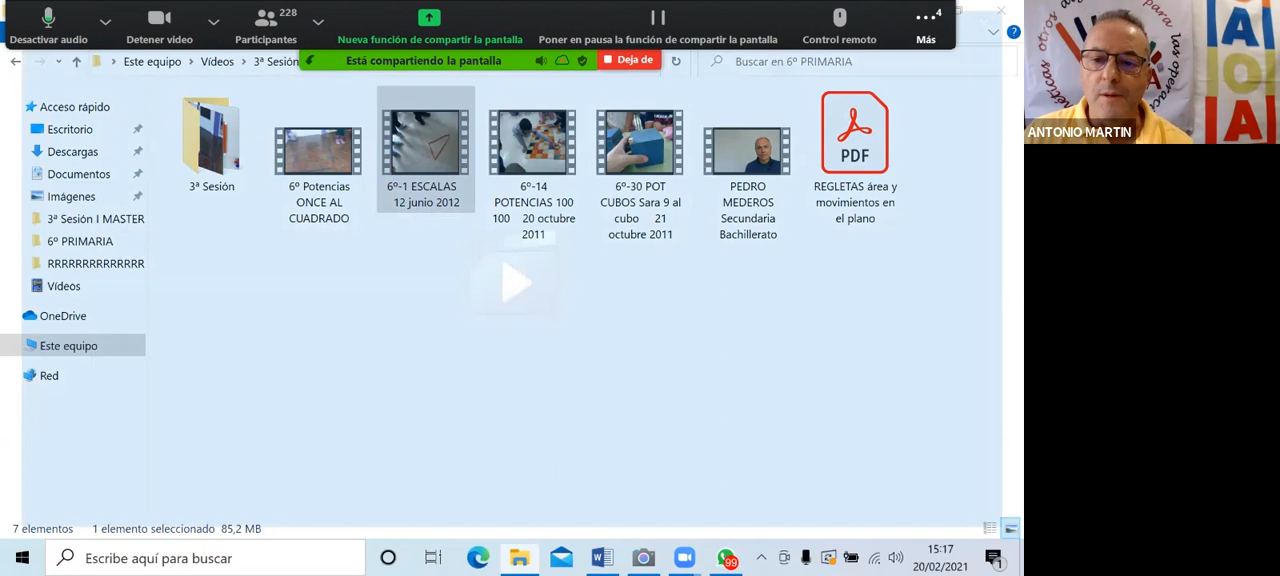 228
4
Desactivar audio
Detener video
Participantes
Nueva función de compartir la pantalla
Poner en pausa la función de compartir la pantalla
Control remoto
Más
Está compartiendo la pantalla
Deja de
Este equipo
Vídeos
3ª Sesión
Buscar en 6º PRIMARIA
Acceso rápido
Escritorio
Descargas
Documentos
Imágenes
3ª Sesión I MASTER
6º PRIMARIA
RRRRRRRRRRRRRR
Vídeos
OneDrive
Este equipo
Red
3ª Sesión
6º Potencias
ONCE AL
CUADRADO
6º-1 ESCALAS
12 junio 2012
6º-14
POTENCIAS 100
100 20 octubre
2011
6º-30 POT
CUBOS Sara 9 al
cubo 21
octubre 2011
PEDRO
MEDEROS
Secundaria
Bachillerato
PDF
REGLETAS área y
movimientos en
el plano
7 elementos
1 elemento seleccionado 85,2 MB
Escribe aquí para buscar
99
15:17
20/02/2021
1
ANTONIO MARTIN